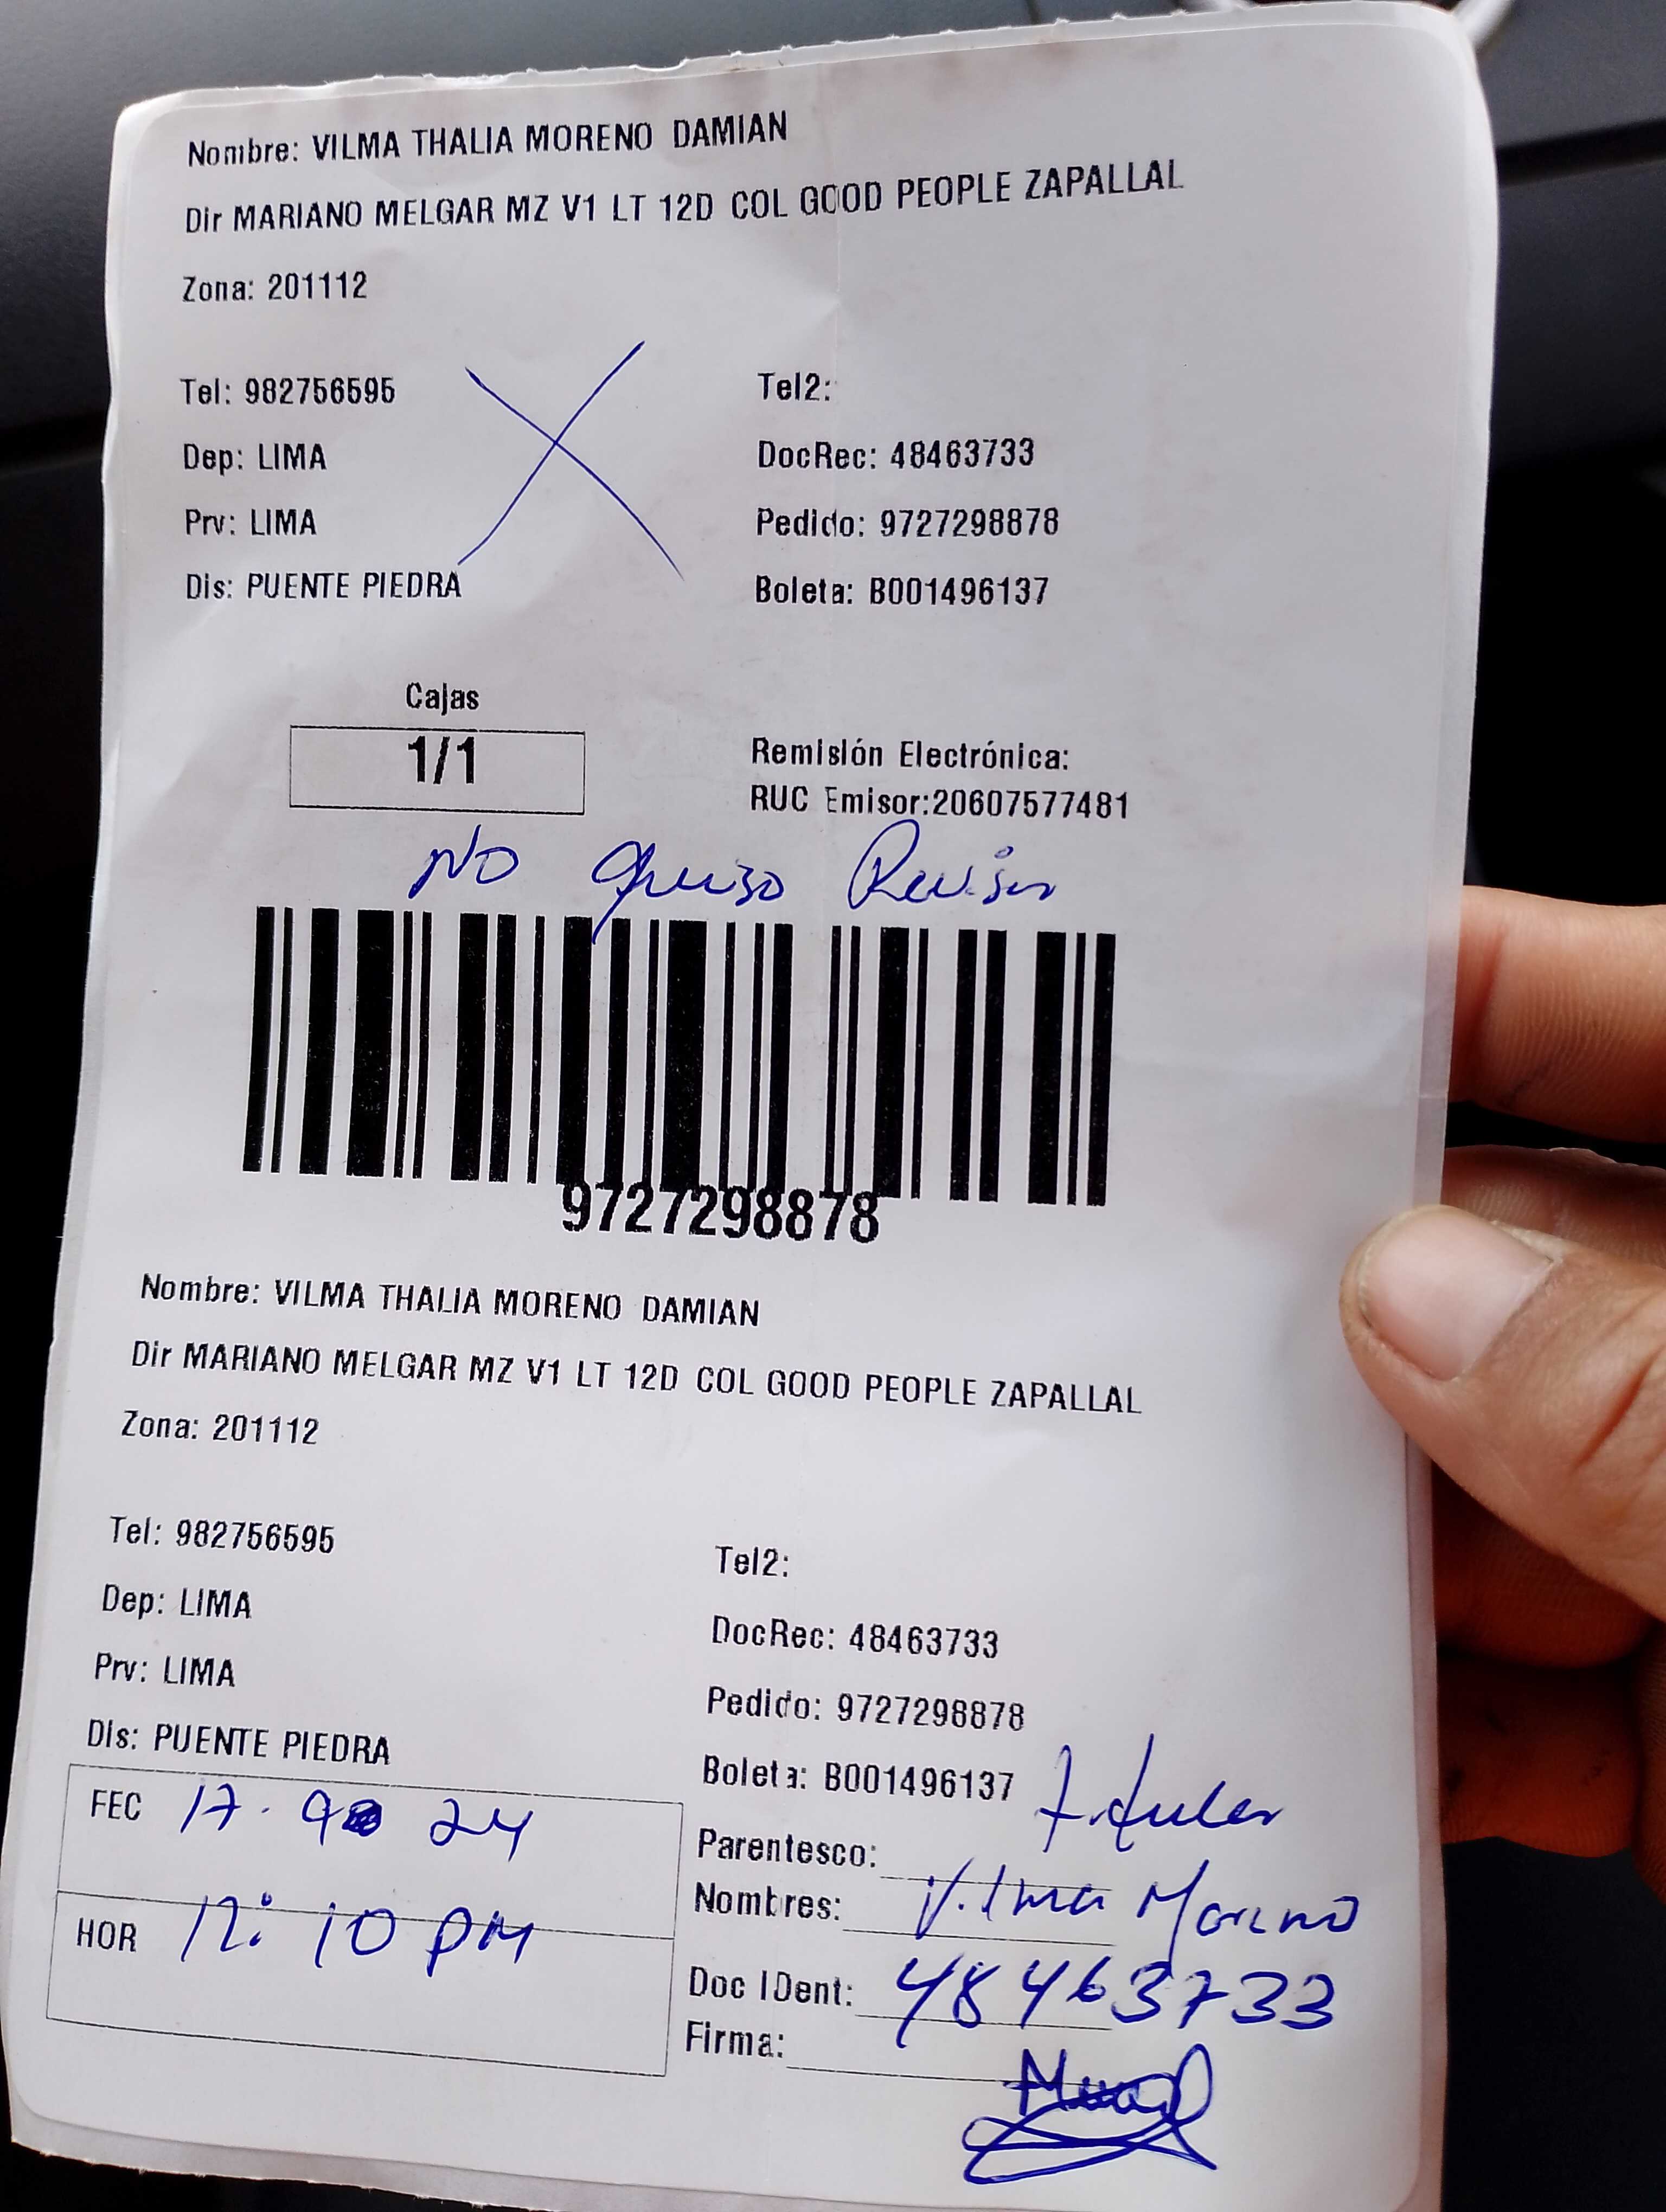 Nombre: VILMA THALIA MORENO DAMIAN
Dir MARIANO MELGAR MZ V1 LT 12D COL GOOD PEOPLE ZAPALLAL
Zona: 201112
Tel: 982756595
Tel2:
Dep: LIMA
DocRec: 48463733
Prv: LIMA
Pedido: 9727298878
Dis: PUENTE PIEDRA
Boleta: B001496137
Cajas
1/1
Remisión Electrónica:
RUC Emisor:20607577481
NO quiso Revisar
9727298878
Nombre: VILMA THALIA MORENO DAMIAN
Dir MARIANO MELGAR MZ V1 LT 12D COL GOOD PEOPLE ZAPALLAL
Zona: 201112
Tel: 982756595
Tel2:
Dep: LIMA
DocRec: 48463733
Prv: LIMA
Pedido: 9727298878
Dis: PUENTE PIEDRA
Boleta: B001496137
FEC 17. 9 24
Parentesco: Titular
Nombres: Vilma Moreno
HOR 12:10 PM
Doc IDent: 48463733
Firma: